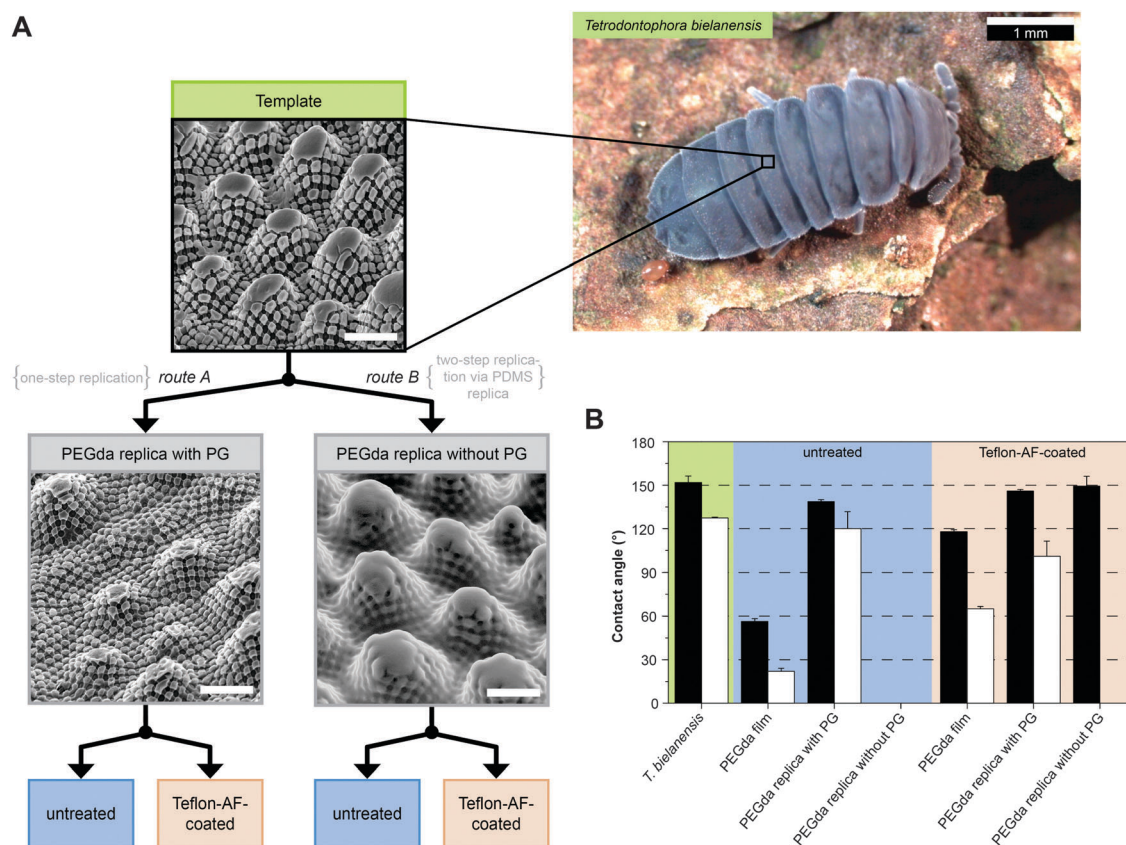 A
Tetrodontophora bielanensis
1 mm
Template
{one-step replication} route A
route B {two-step replica-
tion via PDMS
replica}
PEGda replica with PG
PEGda replica without PG
untreated
Teflon-AF-
coated
untreated
Teflon-AF-
coated
B
untreated
Teflon-AF-coated
180
150
120
90
60
30
0
Contact angle (°)
T. bielanensis
PEGda film
PEGda replica with PG
PEGda replica without PG
PEGda film
PEGda replica with PG
PEGda replica without PG